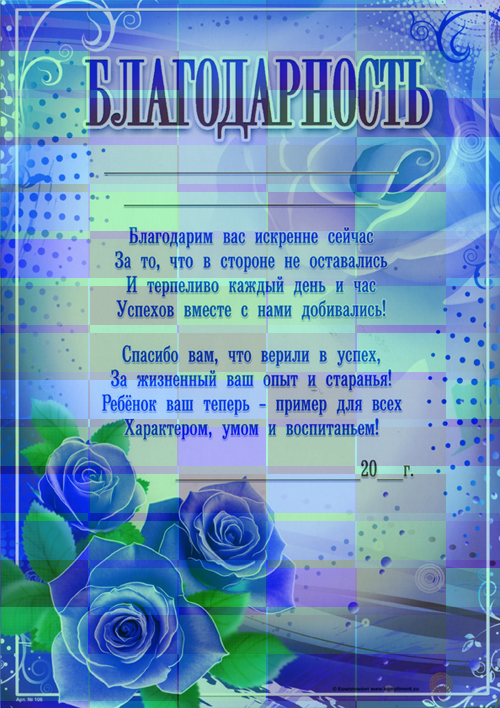 БЛАГОДАРНОСТЬ
Благодарим вас искренне сейчас
За то, что в стороне не оставались
И терпеливо каждый день и час
Успехов вместе с нами добивались!
Спасибо вам, что верили в успех,
За жизненный ваш опыт и старанья!
Ребёнок ваш теперь – пример для всех
Характером, умом и воспитаньем!
20 г.
Арт. №